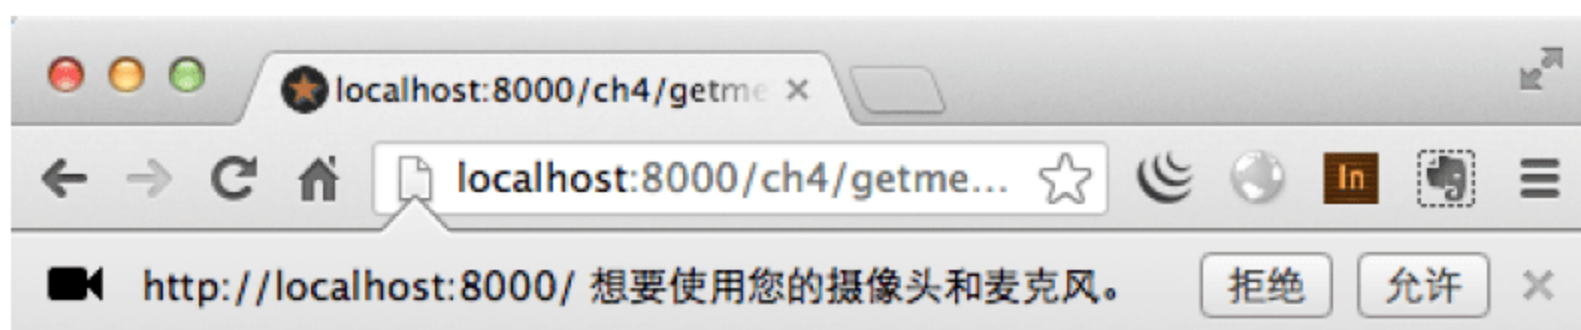 localhost:8000/ch4/getme
localhost:8000/ch4/getme...
In
http://localhost:8000/ 想要使用您的摄像头和麦克风。 拒绝 允许